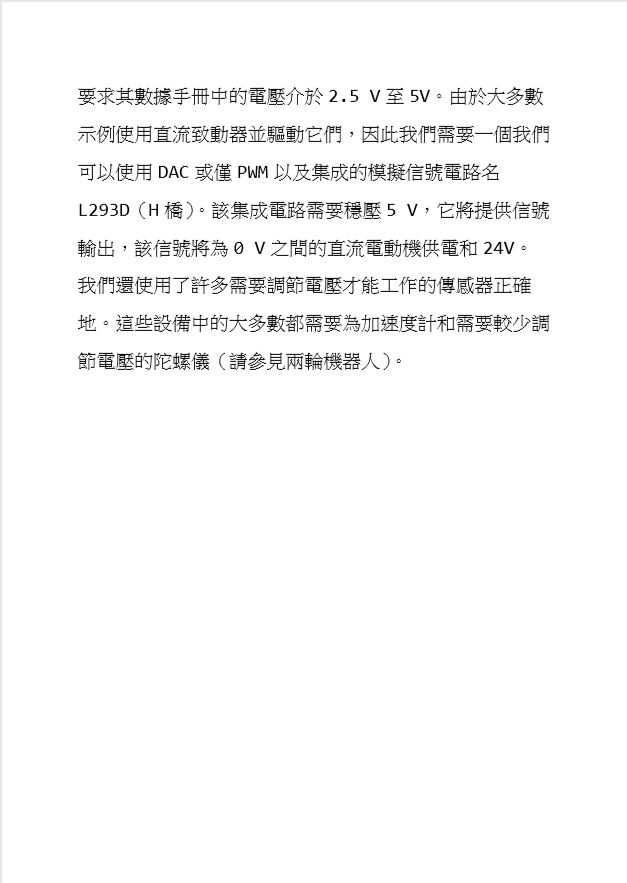 要求其數據手冊中的電壓介於 2.5 V 至 5V。由於大多數
示例使用直流致動器並驅動它們，因此我們需要一個我們
可以使用 DAC 或僅 PWM 以及集成的模擬信號電路名
L293D（H 橋）。該集成電路需要穩壓 5 V，它將提供信號
輸出，該信號將為 0 V 之間的直流電動機供電和 24V。
我們還使用了許多需要調節電壓才能工作的傳感器正確
地。這些設備中的大多數都需要為加速度計和需要較少調
節電壓的陀螺儀（請參見兩輪機器人）。